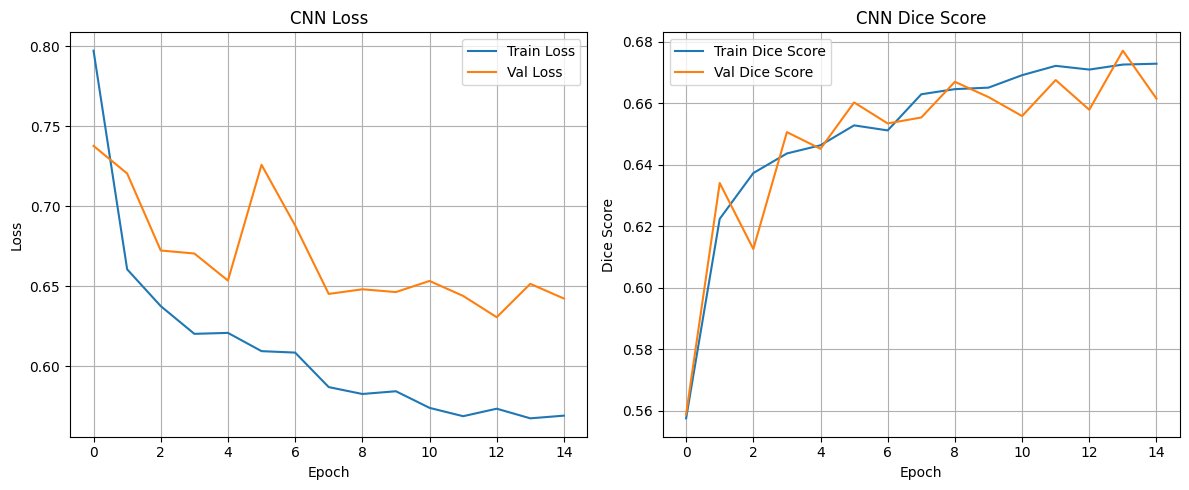 CNN Loss
0.80
0.75
0.70
0.65
0.60
Loss
Train Loss
Val Loss
0 2 4 6 8 10 12 14
Epoch
CNN Dice Score
0.68
0.66
0.64
0.62
0.60
0.58
0.56
Dice Score
Train Dice Score
Val Dice Score
0 2 4 6 8 10 12 14
Epoch